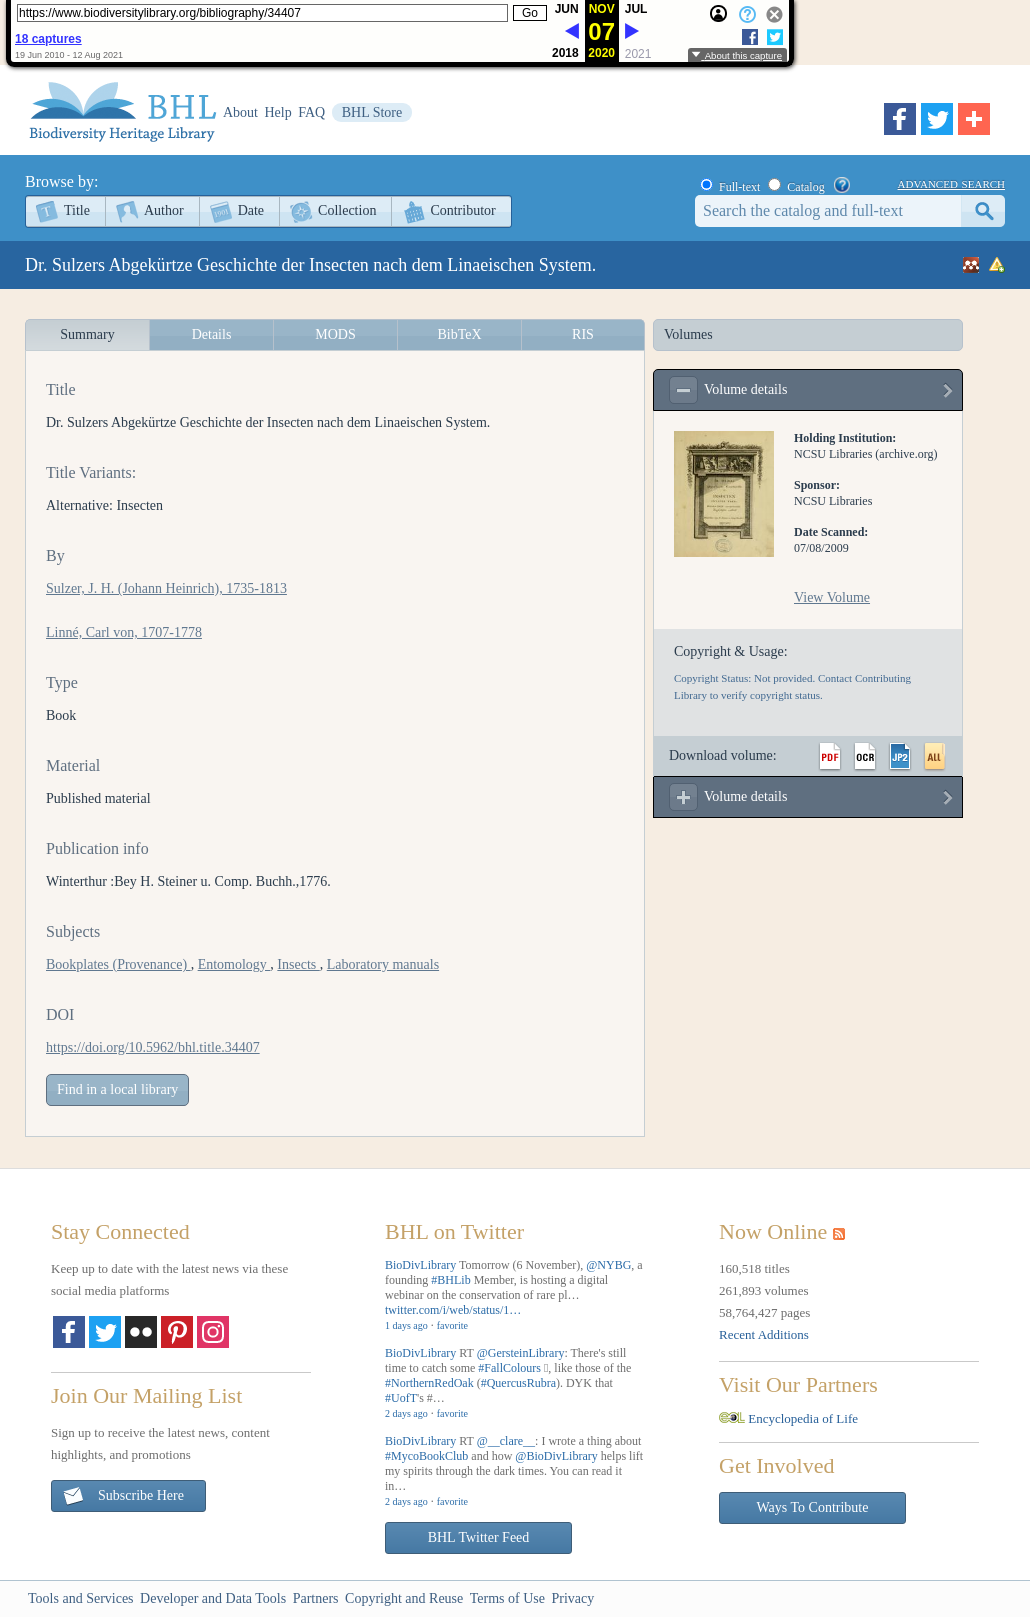 https://www.biodiversitylibrary.org/bibliography/34407
Go
JUN NOV JUL
07
2018 2020 2021
18 captures
19 Jun 2010 - 12 Aug 2021
About this capture
BHL
Biodiversity Heritage Library
About Help FAQ BHL Store
Browse by:
Title Author Date Collection Contributor
Full-text Catalog ? ADVANCED SEARCH
Search the catalog and full-text
Dr. Sulzers Abgekürtze Geschichte der Insecten nach dem Linaeischen System.
Summary Details MODS BibTeX RIS
Title
Dr. Sulzers Abgekürtze Geschichte der Insecten nach dem Linaeischen System.
Title Variants:
Alternative: Insecten
By
Sulzer, J. H. (Johann Heinrich), 1735-1813
Linné, Carl von, 1707-1778
Type
Book
Material
Published material
Publication info
Winterthur :Bey H. Steiner u. Comp. Buchh.,1776.
Subjects
Bookplates (Provenance) , Entomology , Insects , Laboratory manuals
DOI
https://doi.org/10.5962/bhl.title.34407
Find in a local library
Volumes
Volume details
Holding Institution:
NCSU Libraries (archive.org)
Sponsor:
NCSU Libraries
Date Scanned:
07/08/2009
View Volume
Copyright & Usage:
Copyright Status: Not provided. Contact Contributing
Library to verify copyright status.
Download volume: PDF OCR JP2 ALL
Volume details
Stay Connected
Keep up to date with the latest news via these
social media platforms
Join Our Mailing List
Sign up to receive the latest news, content
highlights, and promotions
Subscribe Here
BHL on Twitter
BioDivLibrary Tomorrow (6 November), @NYBG, a
founding #BHLib Member, is hosting a digital
webinar on the conservation of rare pl…
twitter.com/i/web/status/1…
1 days ago · favorite
BioDivLibrary RT @GersteinLibrary: There's still
time to catch some #FallColours , like those of the
#NorthernRedOak (#QuercusRubra). DYK that
#UofT's #…
2 days ago · favorite
BioDivLibrary RT @__clare__: I wrote a thing about
#MycoBookClub and how @BioDivLibrary helps lift
my spirits through the dark times. You can read it
in…
2 days ago · favorite
BHL Twitter Feed
Now Online
160,518 titles
261,893 volumes
58,764,427 pages
Recent Additions
Visit Our Partners
Encyclopedia of Life
Get Involved
Ways To Contribute
Tools and Services Developer and Data Tools Partners Copyright and Reuse Terms of Use Privacy